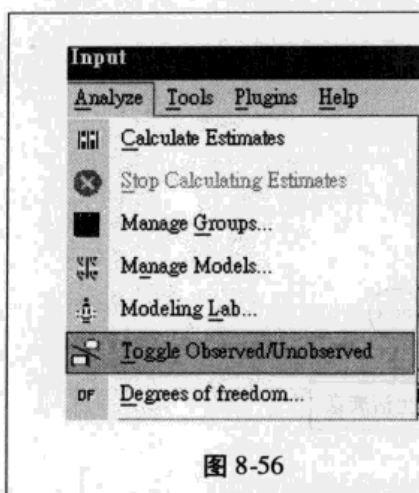 Input
Analyze Tools Plugins Help
Calculate Estimates
Stop Calculating Estimates
Manage Groups...
Manage Models...
Modeling Lab...
Toggle Observed/Unobserved
DF Degrees of freedom...
图 8-56